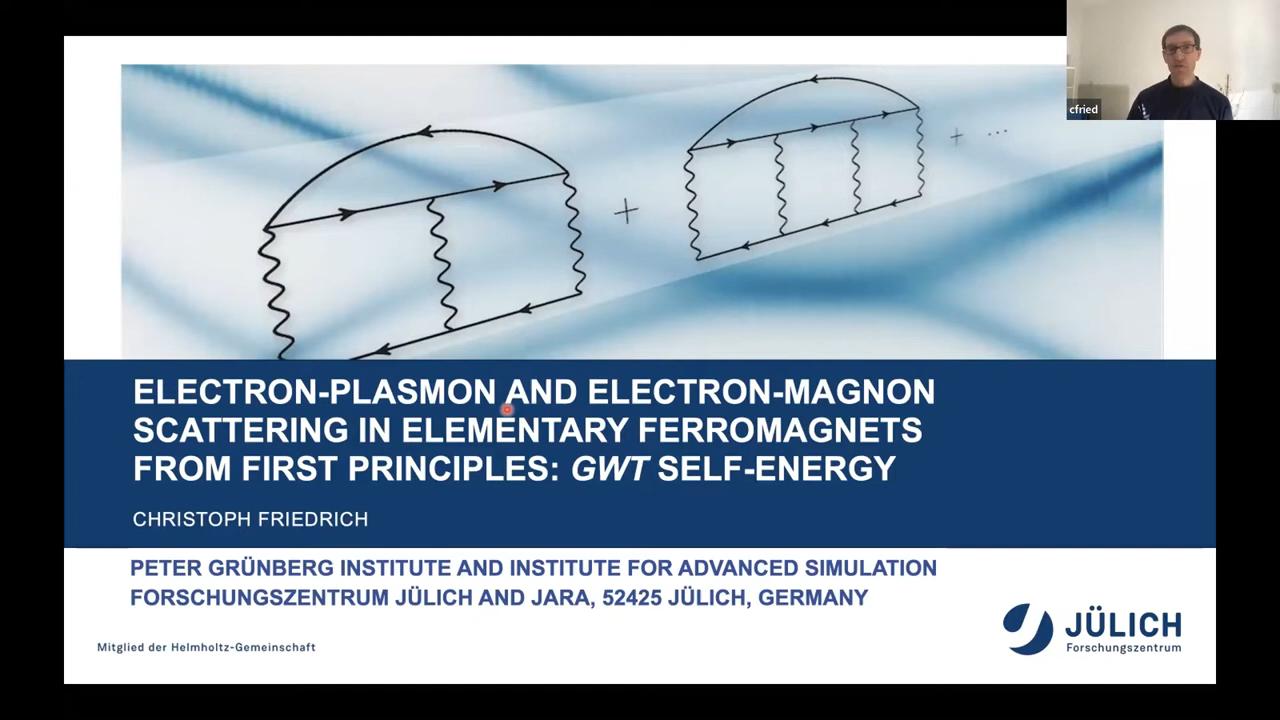 cfried
+
+ ...
ELECTRON-PLASMON AND ELECTRON-MAGNON
SCATTERING IN ELEMENTARY FERROMAGNETS
FROM FIRST PRINCIPLES: GWT SELF-ENERGY
CHRISTOPH FRIEDRICH
PETER GRÜNBERG INSTITUTE AND INSTITUTE FOR ADVANCED SIMULATION
FORSCHUNGSZENTRUM JÜLICH AND JARA, 52425 JÜLICH, GERMANY
Mitglied der Helmholtz-Gemeinschaft
JÜLICH
Forschungszentrum